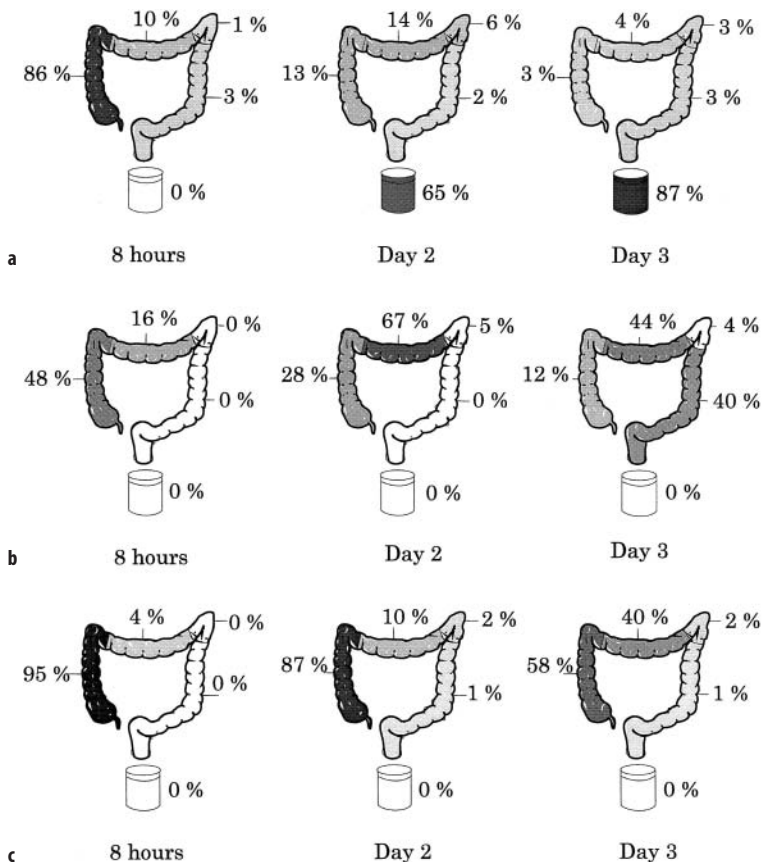 10 % 1 % 14 % 6 % 4 % 3 %
86 % 13 % 3 %
3 % 2 % 3 %
0 % 65 % 87 %
a 8 hours Day 2 Day 3
16 % 0 % 67 % 5 % 44 % 4 %
48 % 28 % 12 %
0 % 0 % 40 %
0 % 0 % 0 %
b 8 hours Day 2 Day 3
4 % 0 % 10 % 2 % 40 % 2 %
95 % 0 % 87 % 58 %
1 % 1 %
0 % 0 % 0 %
c 8 hours Day 2 Day 3